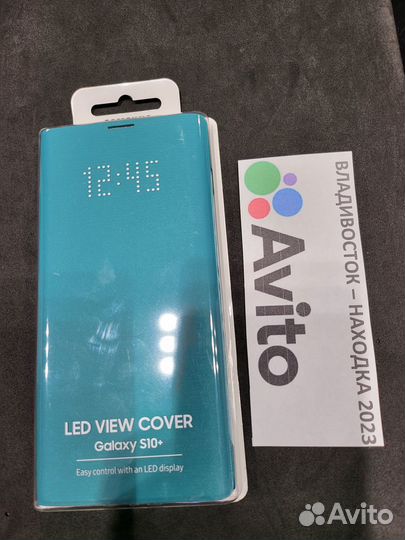 12:45
LED VIEW COVER
Galaxy S10+
Easy control with an LED display
Avito
ВЛАДИВОСТОК – НАХОДКА 2023
Avito